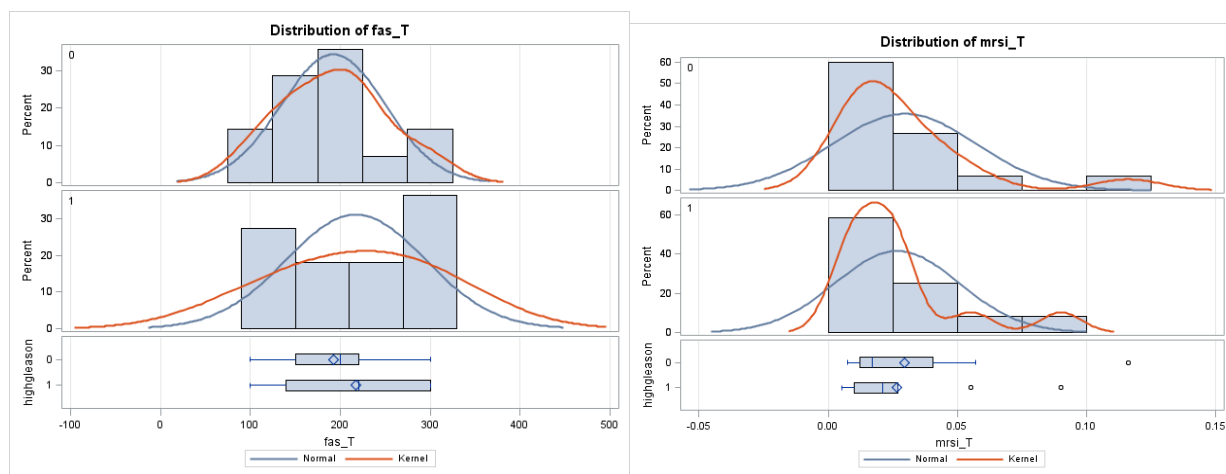 Distribution of fas_T
0
Percent
30
20
10
0
1
Percent
30
20
10
0
highgleason
0
1
-100 0 100 200 300 400 500
fas_T
Normal Kernel
Distribution of mrsi_T
0
Percent
60
50
40
30
20
10
0
1
Percent
60
40
20
0
highgleason
0
1
-0.05 0.00 0.05 0.10 0.15
mrsi_T
Normal Kernel